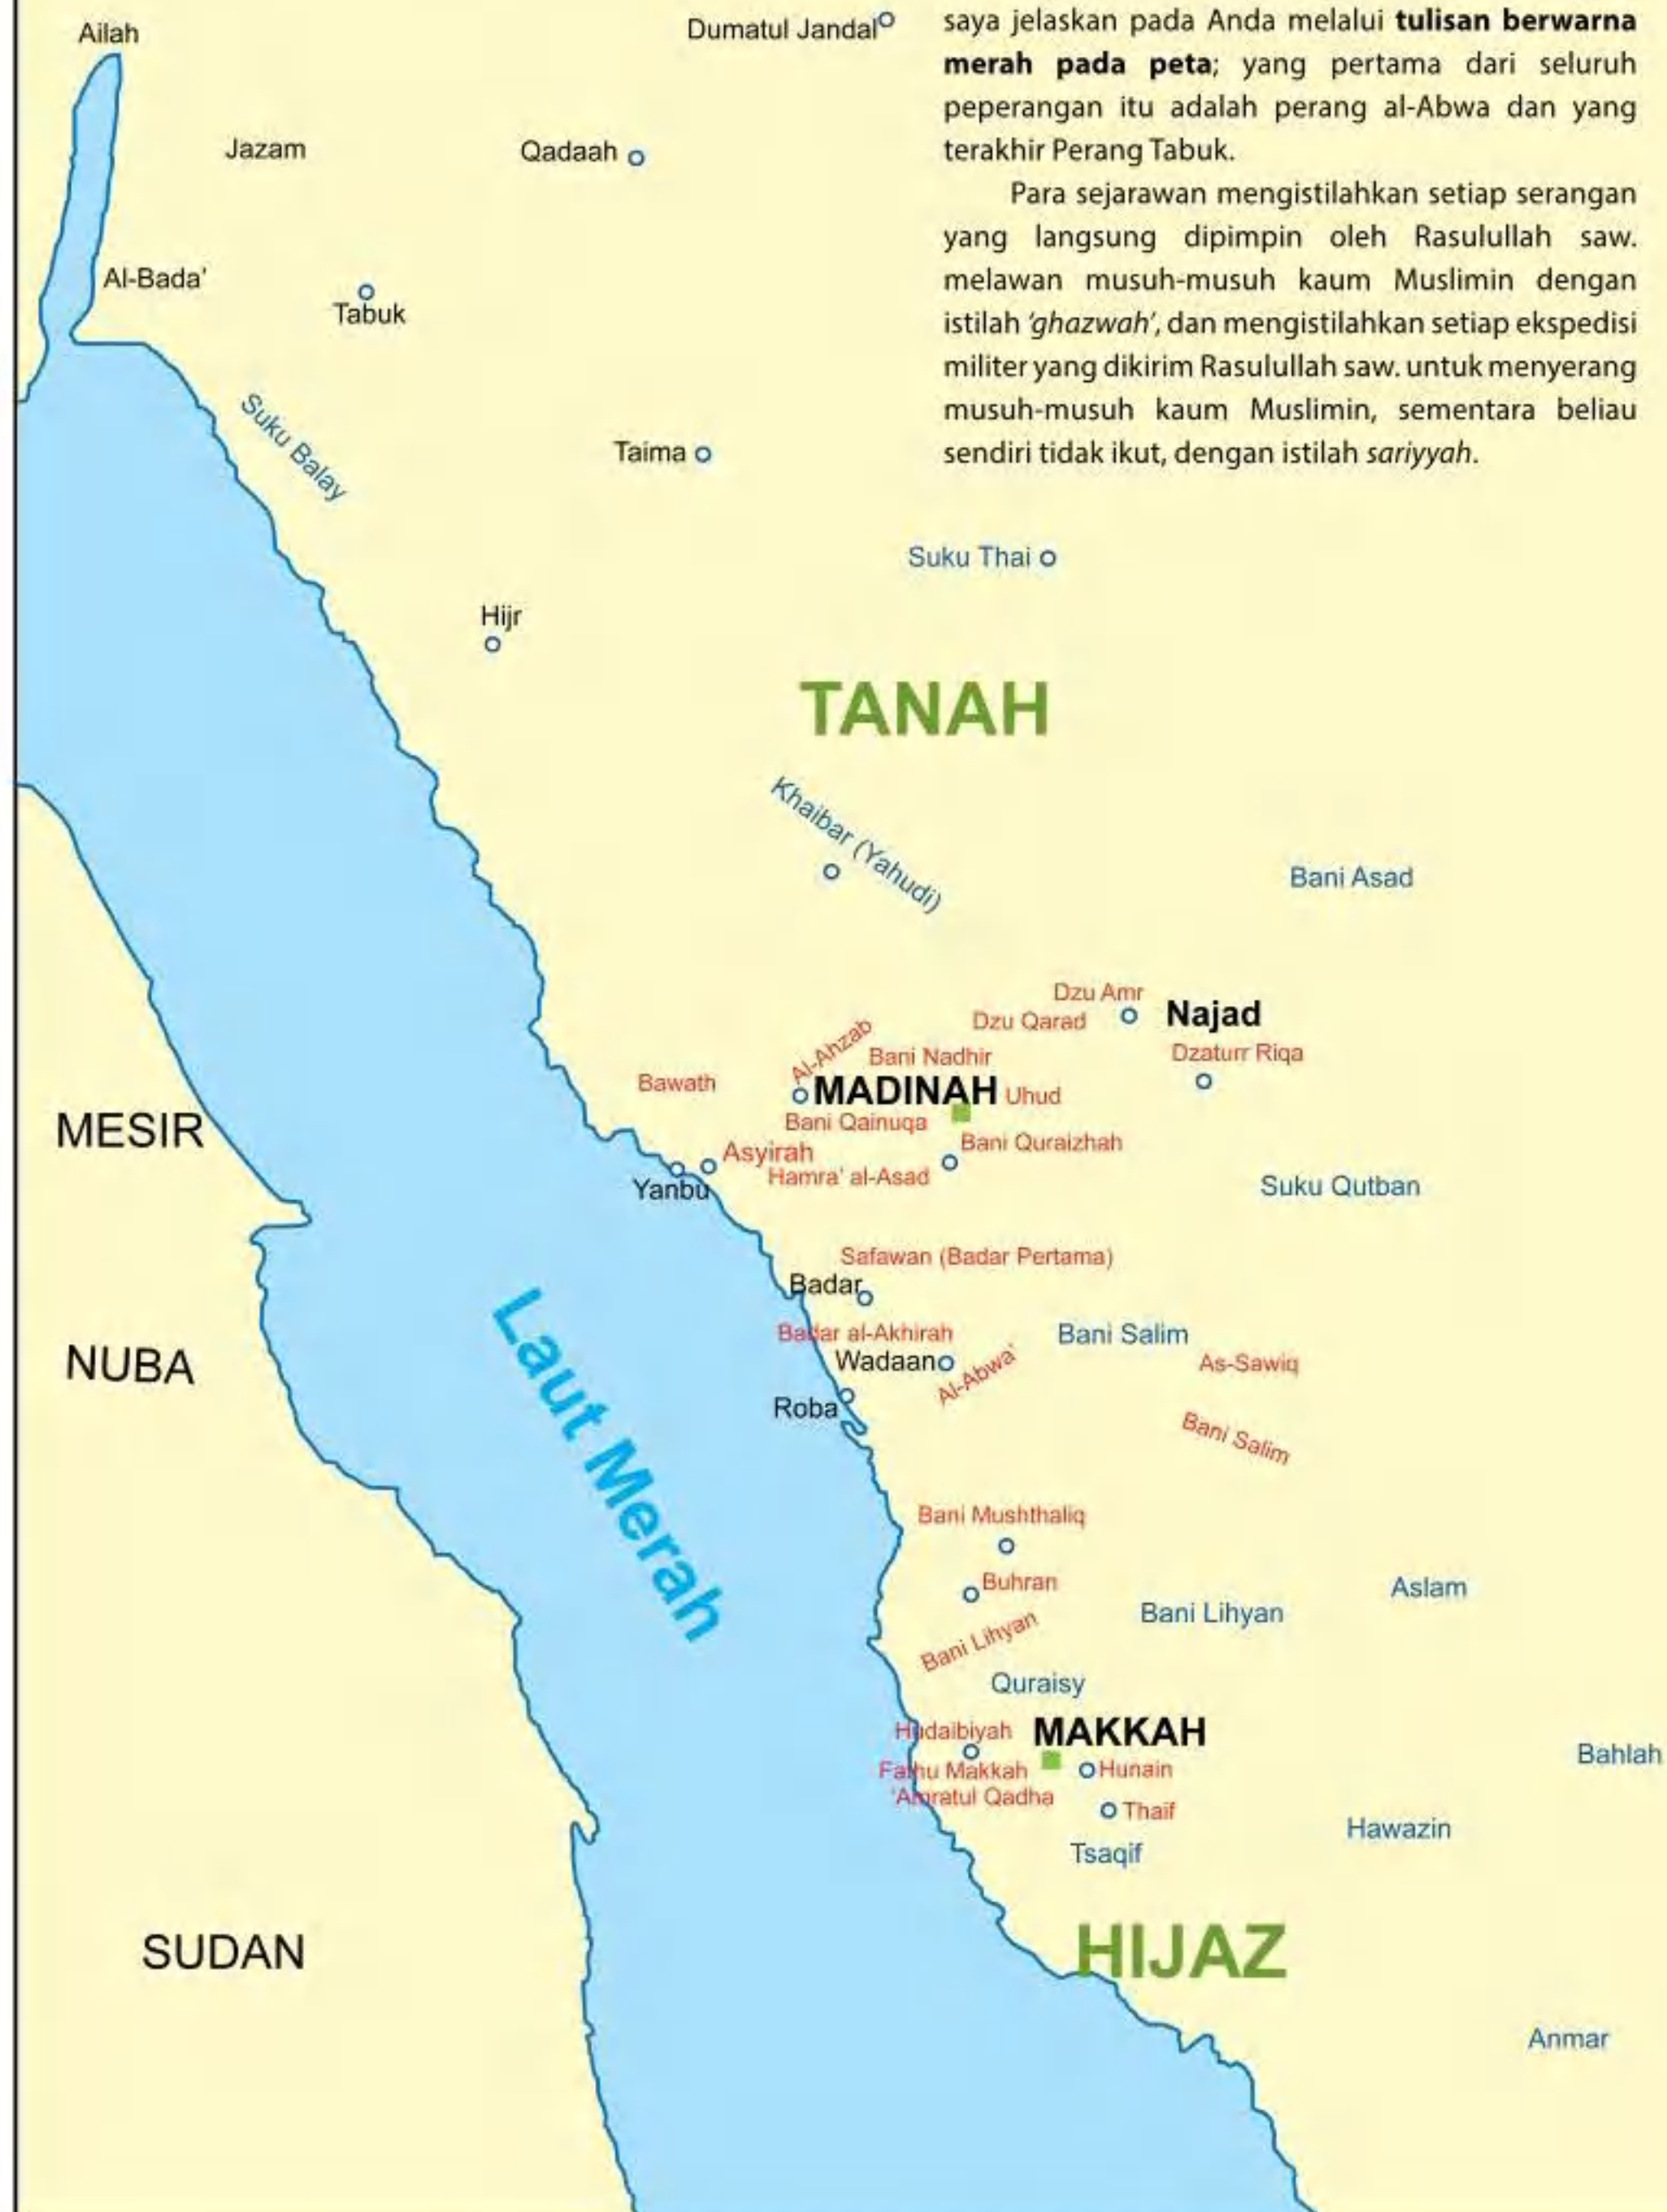 Ailah
Dumatul Jandal
saya jelaskan pada Anda melalui tulisan berwarna
merah pada peta; yang pertama dari seluruh
peperangan itu adalah perang al-Abwa dan yang
terakhir Perang Tabuk.
Para sejarawan mengistilahkan setiap serangan
yang langsung dipimpin oleh Rasulullah saw.
melawan musuh-musuh kaum Muslimin dengan
istilah 'ghazwah', dan mengistilahkan setiap ekspedisi
militer yang dikirim Rasulullah saw. untuk menyerang
musuh-musuh kaum Muslimin, sementara beliau
sendiri tidak ikut, dengan istilah sariyyah.
Jazam
Qadaah
Al-Bada'
Tabuk
Suku Balay
Taima
Suku Thai
Hijr
TANAH
Khaibar (Yahudi)
Bani Asad
Dzu Amr
Najad
Dzu Qarad
Al-Ahzab
Bani Nadhir
Dzaturr Riqa
Bawath
MADINAH
Uhud
Bani Qainuqa
MESIR
Bani Quraizhah
Asyirah
Hamra' al-Asad
Yanbu
Suku Qutban
Safawan (Badar Pertama)
Badar
Badar al-Akhirah
Bani Salim
Wadaan
Al-Abwa'
As-Sawiq
NUBA
Roba
Bani Salim
Laut Merah
Bani Mushthaliq
Buhran
Aslam
Bani Lihyan
Bani Lihyan
Quraisy
Hudaibiyah
MAKKAH
Bahlah
Fathu Makkah
Hunain
'Amratul Qadha
Thaif
Hawazin
Tsaqif
SUDAN
HIJAZ
Anmar